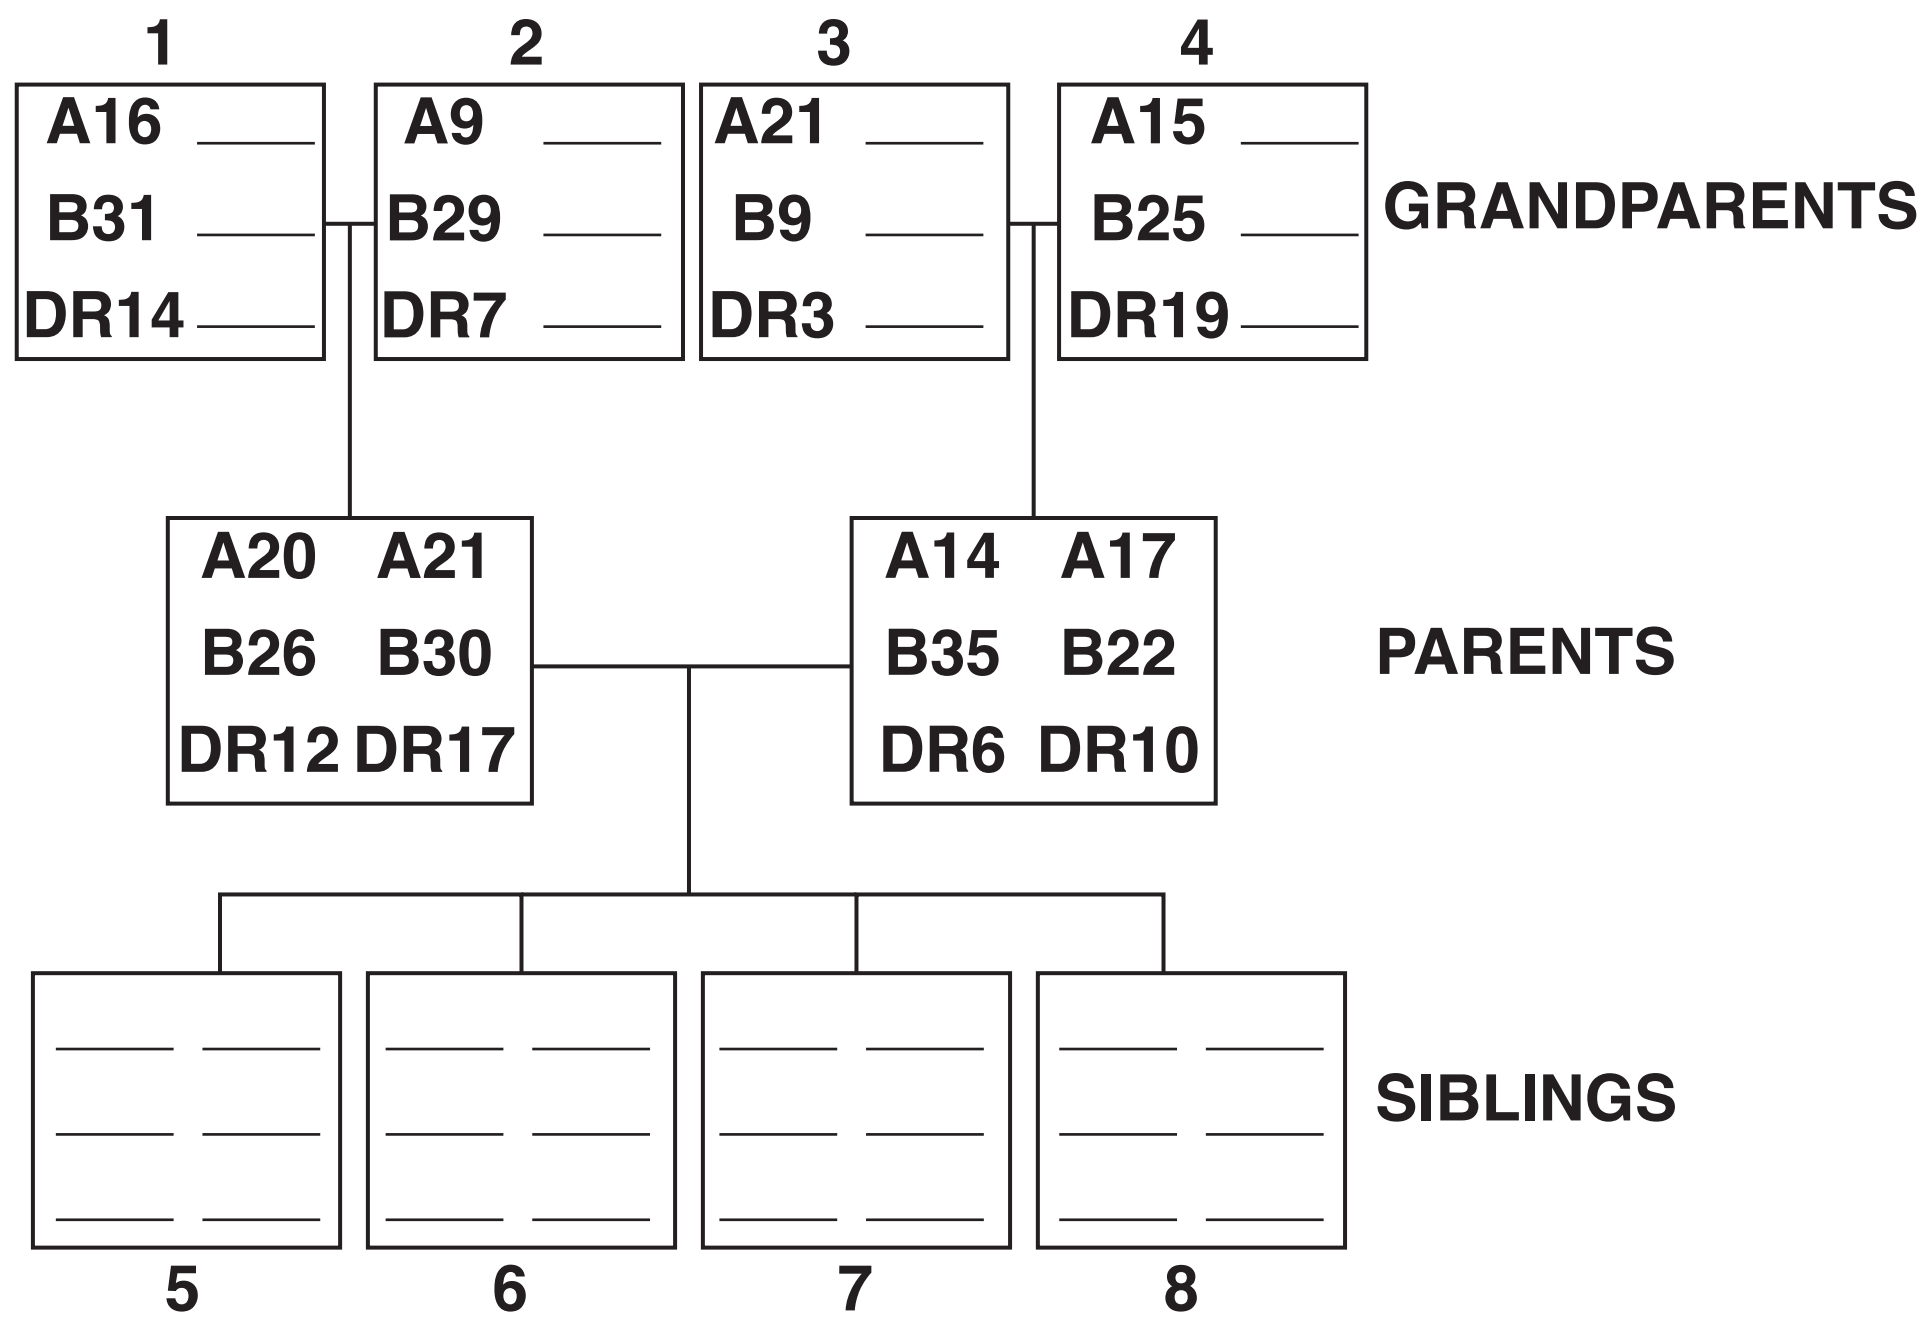 1 2 3 4
A16 A9 A21 A15
B31 B29 B9 B25 GRANDPARENTS
DR14 DR7 DR3 DR19
A20 A21 A14 A17
B26 B30 B35 B22 PARENTS
DR12 DR17 DR6 DR10
SIBLINGS
5 6 7 8